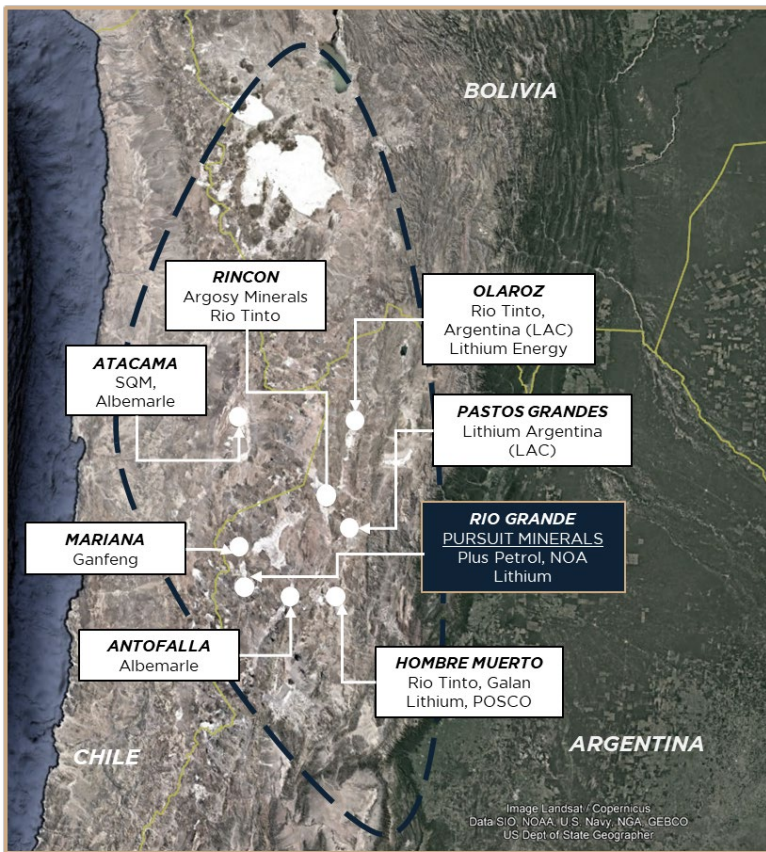 BOLIVIA
RINCON
Argosy Minerals
Rio Tinto
OLAROZ
Rio Tinto,
Argentina (LAC)
Lithium Energy
ATACAMA
SQM,
Albemarle
PASTOS GRANDES
Lithium Argentina
(LAC)
RIO GRANDE
PURSUIT MINERALS
Plus Petrol, NOA
Lithium
MARIANA
Ganfeng
ANTOFALLA
Albemarle
HOMBRE MUERTO
Rio Tinto, Galan
Lithium, POSCO
CHILE
ARGENTINA
Image Landsat / Copernicus
Data SIO, NOAA, U.S. Navy, NGA, GEBCO
US Dept of State Geographer